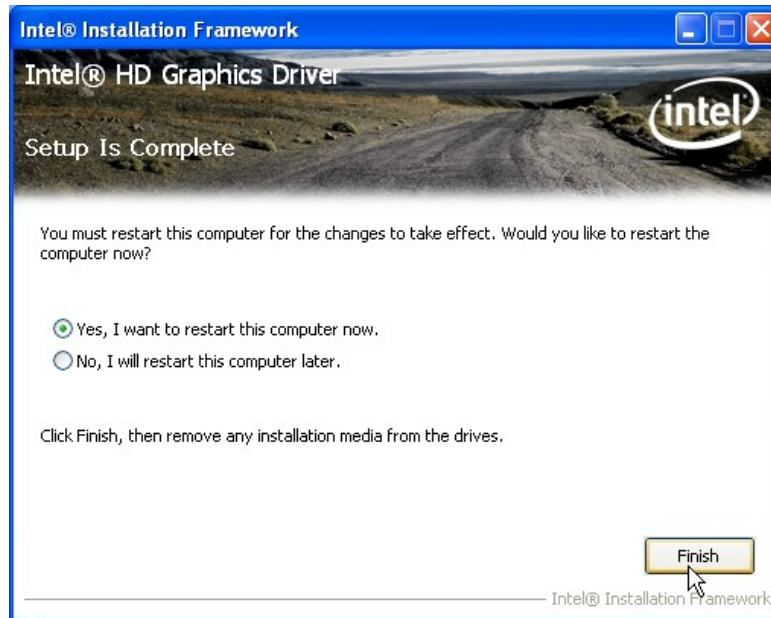 Intel® Installation Framework
Intel® HD Graphics Driver
intel
Setup Is Complete
You must restart this computer for the changes to take effect. Would you like to restart the
computer now?
Yes, I want to restart this computer now.
No, I will restart this computer later.
Click Finish, then remove any installation media from the drives.
Finish
Intel® Installation Framework